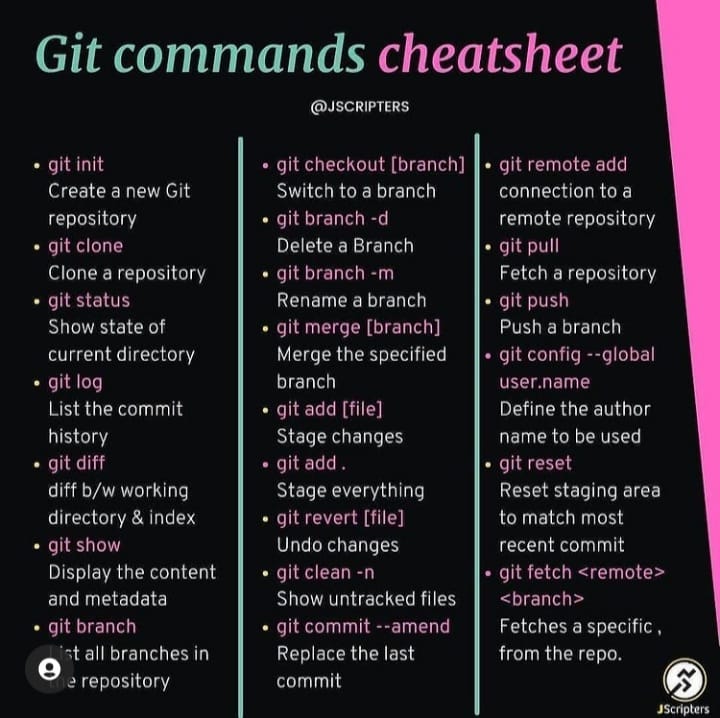 Git commands cheatsheet
@JSCRIPTERS
git init
Create a new Git
repository
git clone
Clone a repository
git status
Show state of
current directory
git log
List the commit
history
git diff
diff b/w working
directory & index
git show
Display the content
and metadata
git branch
all branches in
repository
git checkout [branch]
Switch to a branch
git branch -d
Delete a Branch
git branch -m
Rename a branch
git merge [branch]
Merge the specified
branch
git add [file]
Stage changes
git add .
Stage everything
git revert [file]
Undo changes
git clean -n
Show untracked files
git commit --amend
Replace the last
commit
git remote add
connection to a
remote repository
git pull
Fetch a repository
git push
Push a branch
git config --global
user.name
Define the author
name to be used
git reset
Reset staging area
to match most
recent commit
git fetch <remote>
<branch>
Fetches a specific ,
from the repo.
JScripters